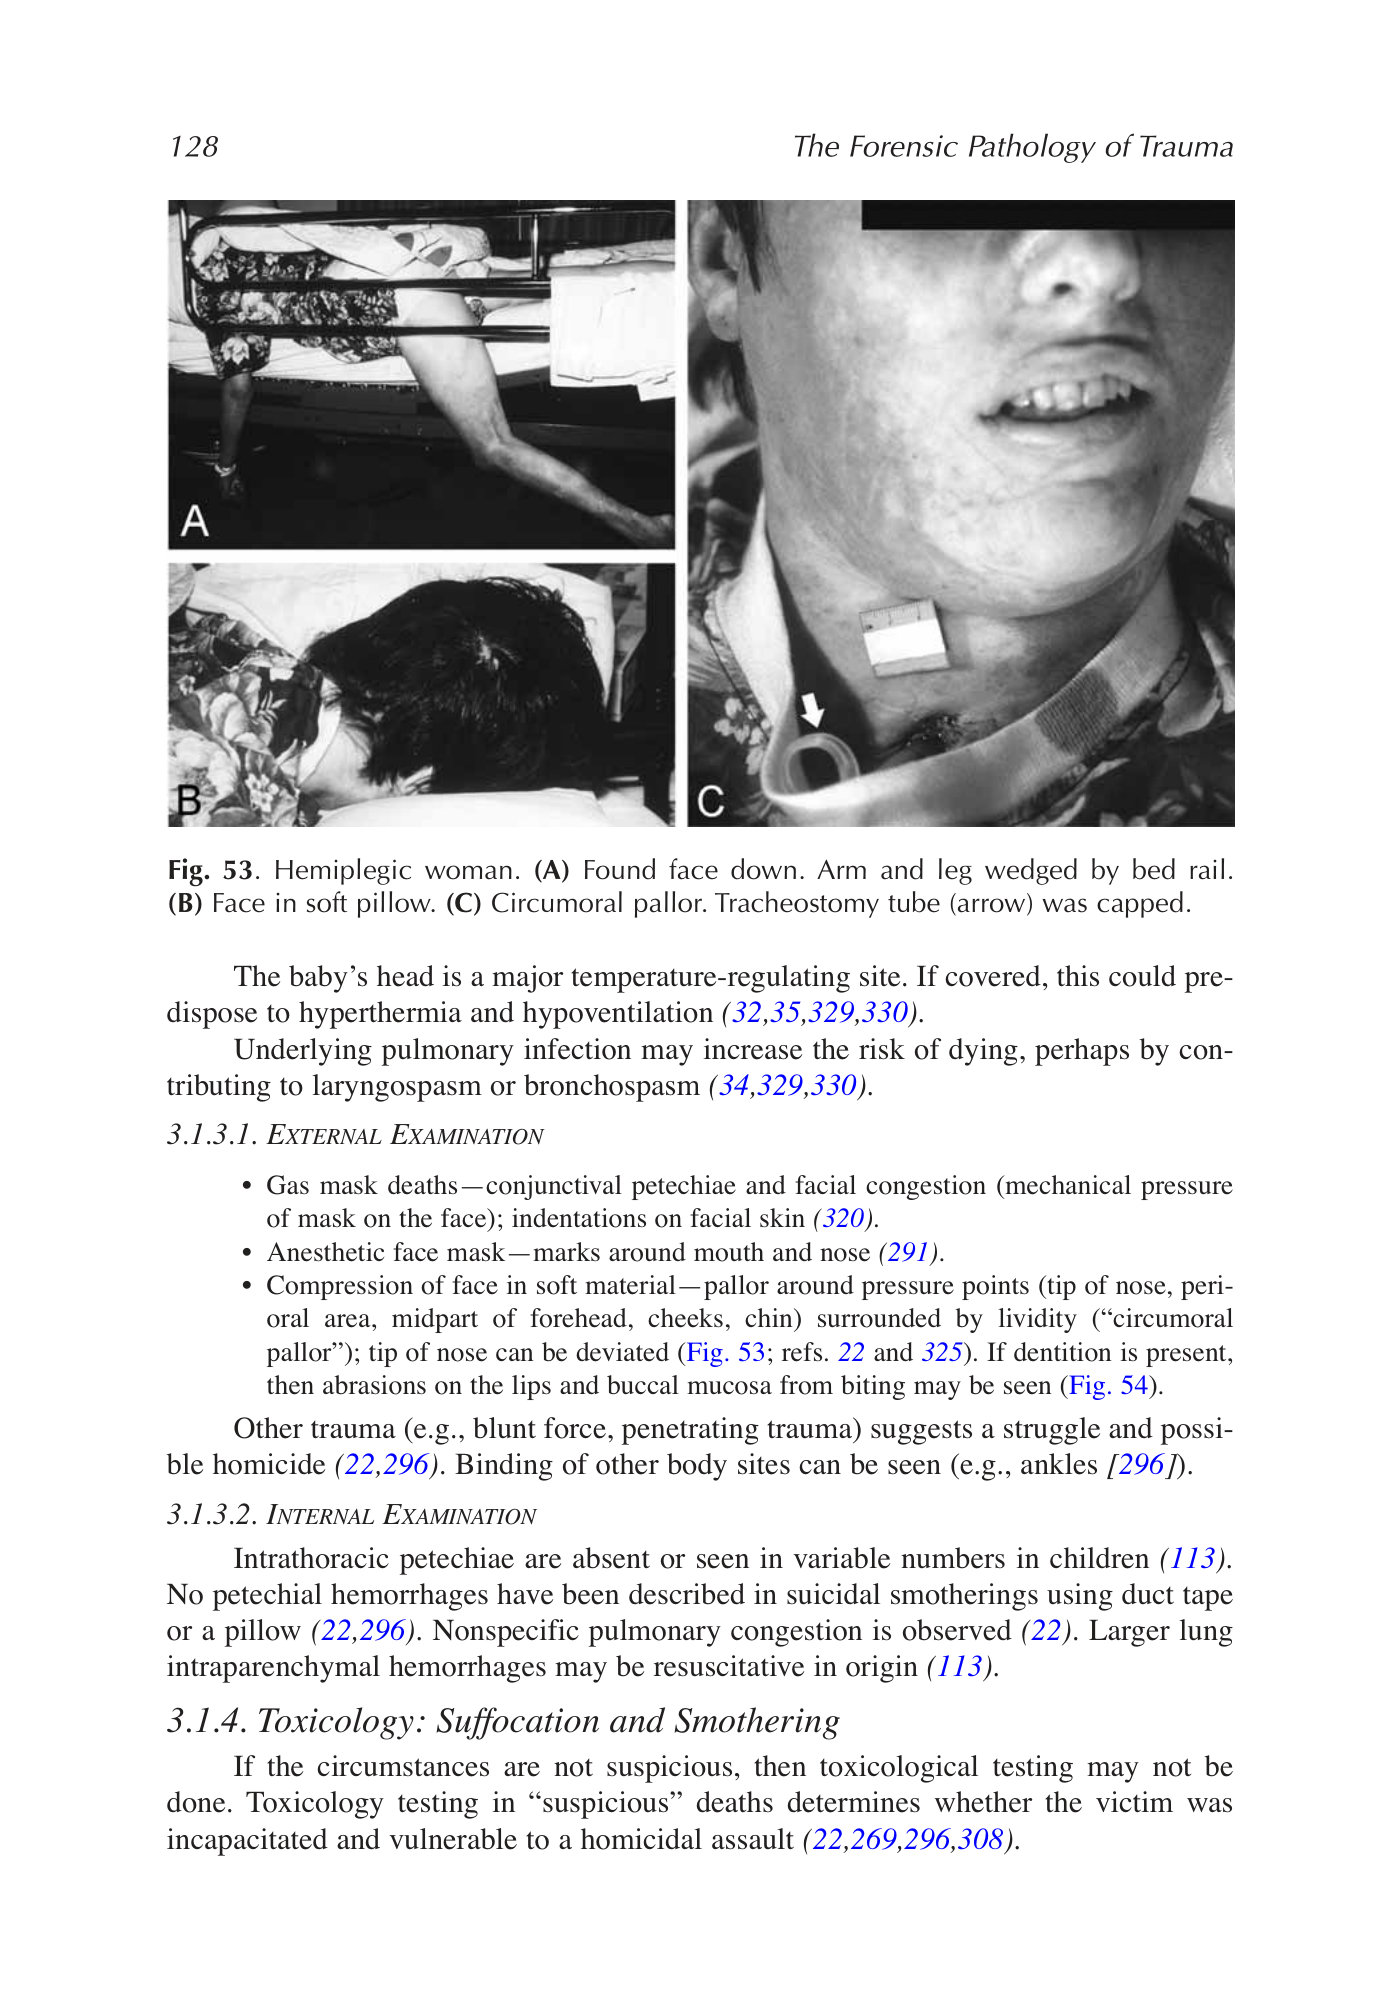 128
The Forensic Pathology of Trauma
A
B
C
Fig. 53. Hemiplegic woman. (A) Found face down. Arm and leg wedged by bed rail.
(B) Face in soft pillow. (C) Circumoral pallor. Tracheostomy tube (arrow) was capped.
The baby’s head is a major temperature-regulating site. If covered, this could pre-
dispose to hyperthermia and hypoventilation (32,35,329,330).
Underlying pulmonary infection may increase the risk of dying, perhaps by con-
tributing to laryngospasm or bronchospasm (34,329,330).
3.1.3.1. EXTERNAL EXAMINATION
• Gas mask deaths—conjunctival petechiae and facial congestion (mechanical pressure
of mask on the face); indentations on facial skin (320).
• Anesthetic face mask—marks around mouth and nose (291).
• Compression of face in soft material—pallor around pressure points (tip of nose, peri-
oral area, midpart of forehead, cheeks, chin) surrounded by lividity (“circumoral
pallor”); tip of nose can be deviated (Fig. 53; refs. 22 and 325). If dentition is present,
then abrasions on the lips and buccal mucosa from biting may be seen (Fig. 54).
Other trauma (e.g., blunt force, penetrating trauma) suggests a struggle and possi-
ble homicide (22,296). Binding of other body sites can be seen (e.g., ankles [296]).
3.1.3.2. INTERNAL EXAMINATION
Intrathoracic petechiae are absent or seen in variable numbers in children (113).
No petechial hemorrhages have been described in suicidal smotherings using duct tape
or a pillow (22,296). Nonspecific pulmonary congestion is observed (22). Larger lung
intraparenchymal hemorrhages may be resuscitative in origin (113).
3.1.4. Toxicology: Suffocation and Smothering
If the circumstances are not suspicious, then toxicological testing may not be
done. Toxicology testing in “suspicious” deaths determines whether the victim was
incapacitated and vulnerable to a homicidal assault (22,269,296,308).